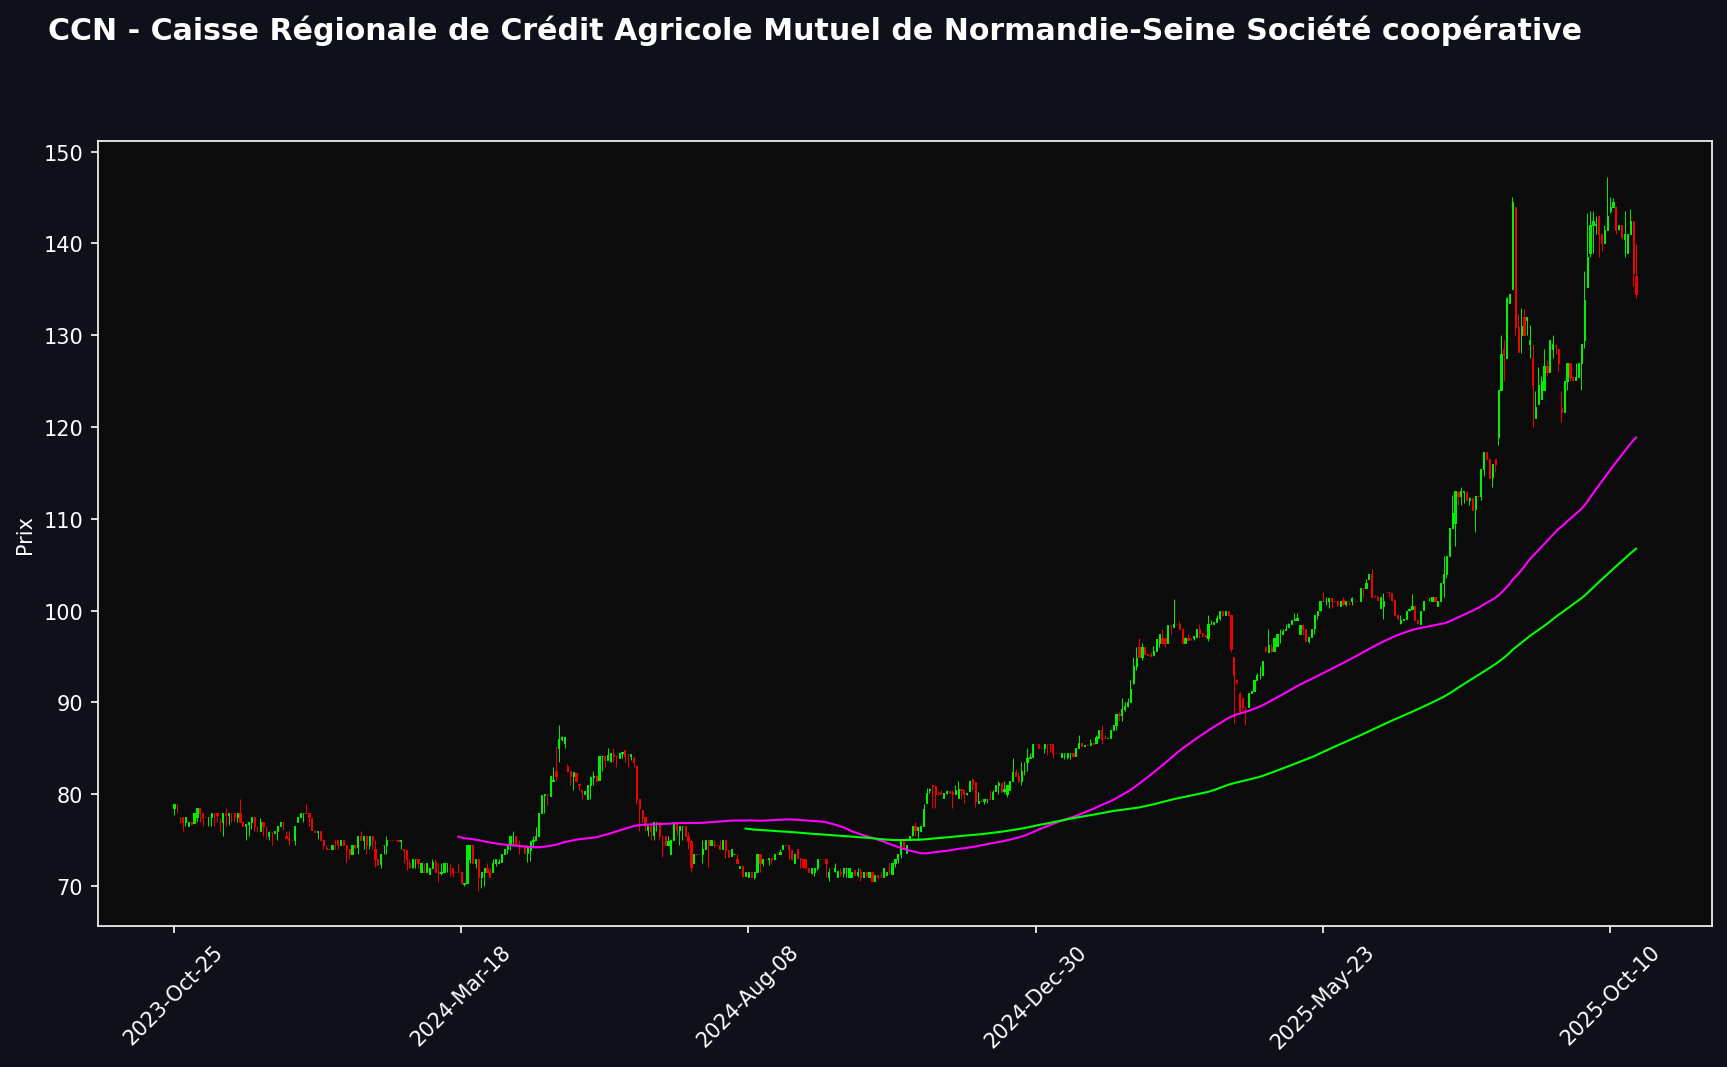 CCN - Caisse Régionale de Crédit Agricole Mutuel de Normandie-Seine Société coopérative
150
140
130
120
110
100
90
80
70
Prix
2023-Oct-25
2024-Mar-18
2024-Aug-08
2024-Dec-30
2025-May-23
2025-Oct-10